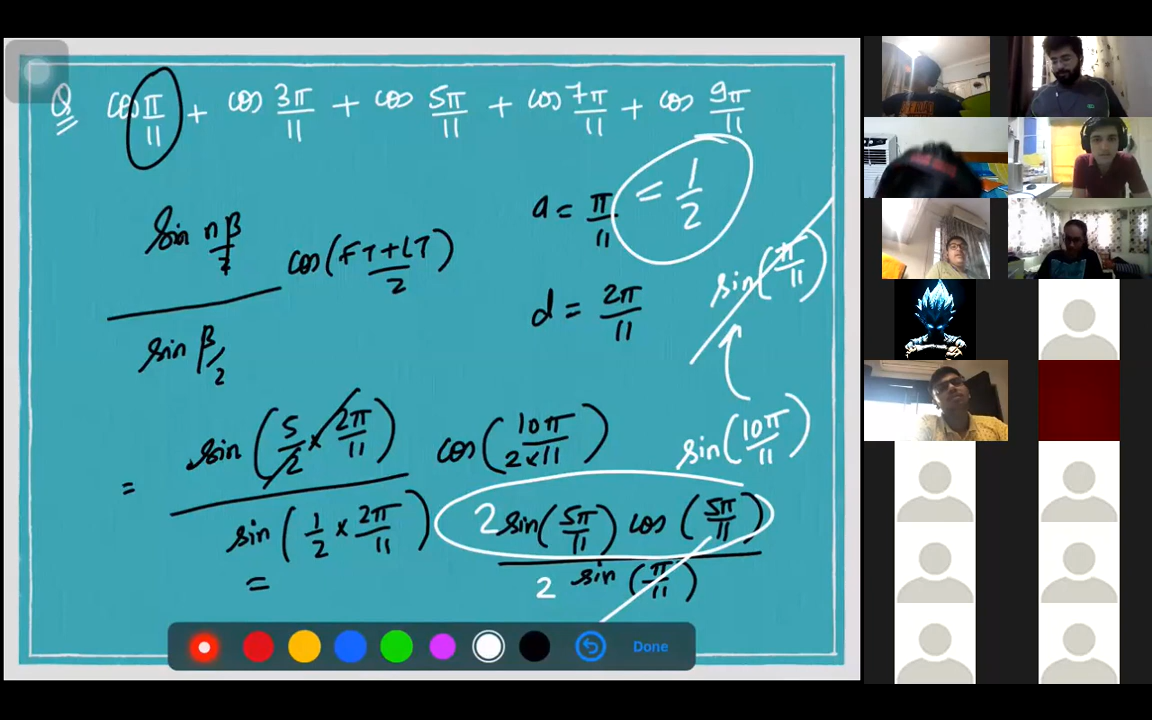 Q cos π/11 + cos 3π/11 + cos 5π/11 + cos 7π/11 + cos 9π/11
= 1/2
a = π/11
sin nβ/2 / sin β/2 cos(FT+LT/2)
sin(π/11)
d = 2π/11
sin(10π/11)
= sin(5/2 × 2π/11) / sin(1/2 × 2π/11) cos(10π/2×11)
= 2 sin(5π/11) cos(5π/11) / 2 sin(π/11)
Done